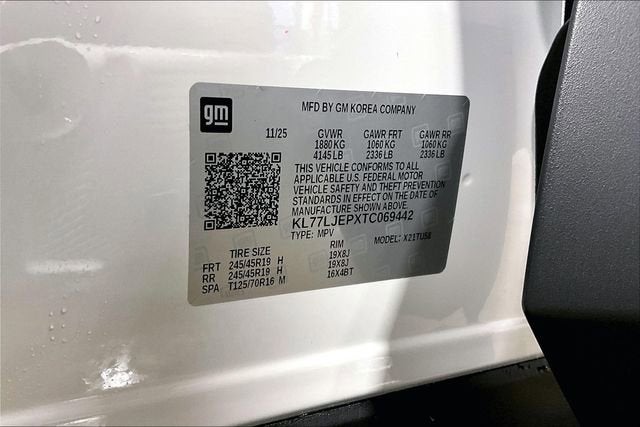 gm
MFD BY GM KOREA COMPANY
11/25 GVWR GAWR FRT GAWR RR
1880 KG 1060 KG 1060 KG
4145 LB 2336 LB 2336 LB
THIS VEHICLE CONFORMS TO ALL
APPLICABLE U.S. FEDERAL MOTOR
VEHICLE SAFETY AND THEFT PREVENTION
STANDARDS IN EFFECT ON THE DATE OF
MANUFACTURE SHOWN ABOVE.
KL77LJEPXTC069442
TYPE: MPV MODEL: X21TU58
TIRE SIZE RIM
FRT 245/45R19 H 19X8J
RR 245/45R19 H 19X8J
SPA T125/70R16 M 16X4BT